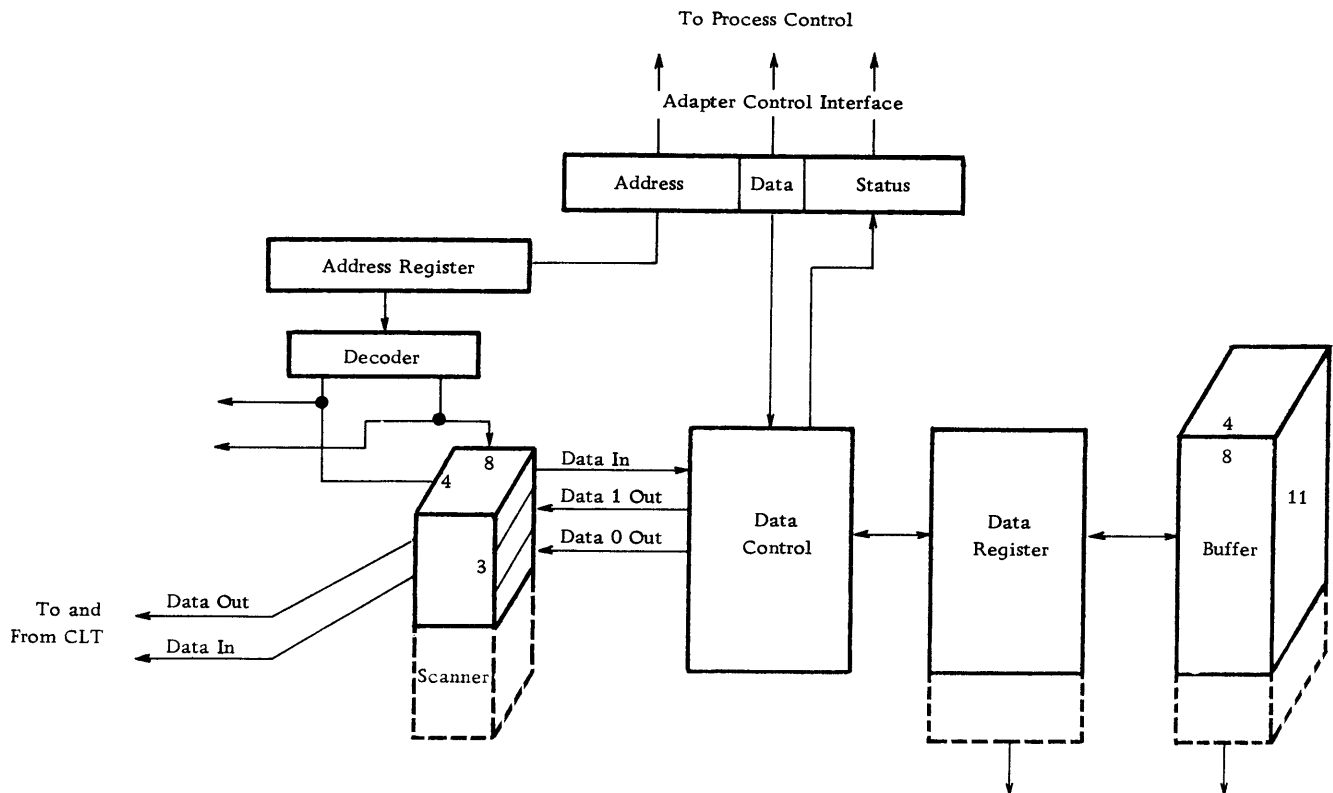 To Process Control
Adapter Control Interface
Address
Data
Status
Address Register
Decoder
4
8
3
Scanner
Data In
Data 1 Out
Data 0 Out
Data Out
Data In
To and
From CLT
Data
Control
Data
Register
4
8
11
Buffer